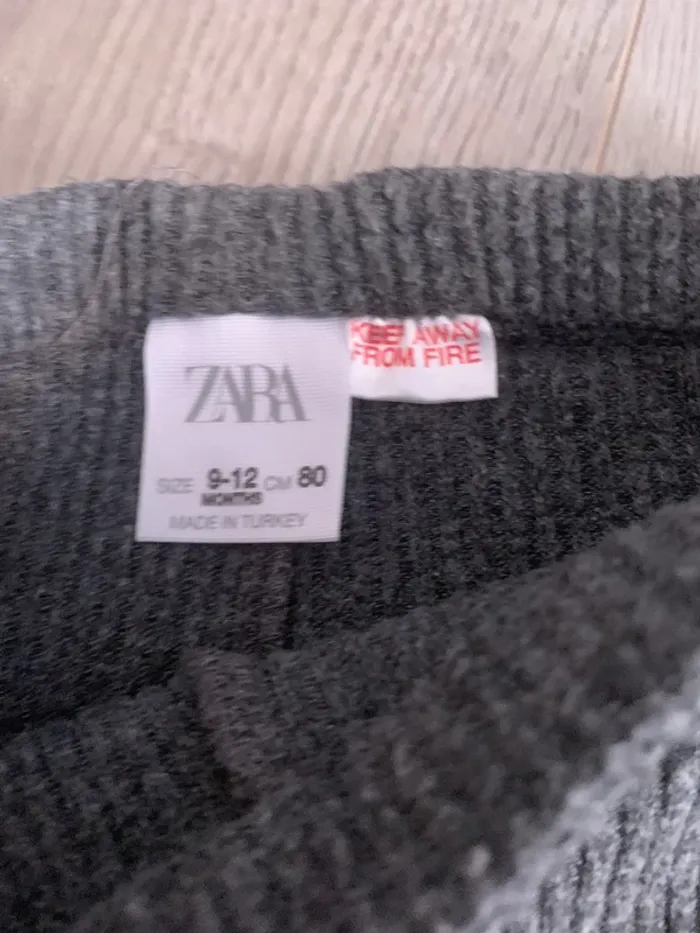 ZARA
SIZE 9-12 CM 80
MONTHS
MADE IN TURKEY
KEEP AWAY
FROM FIRE